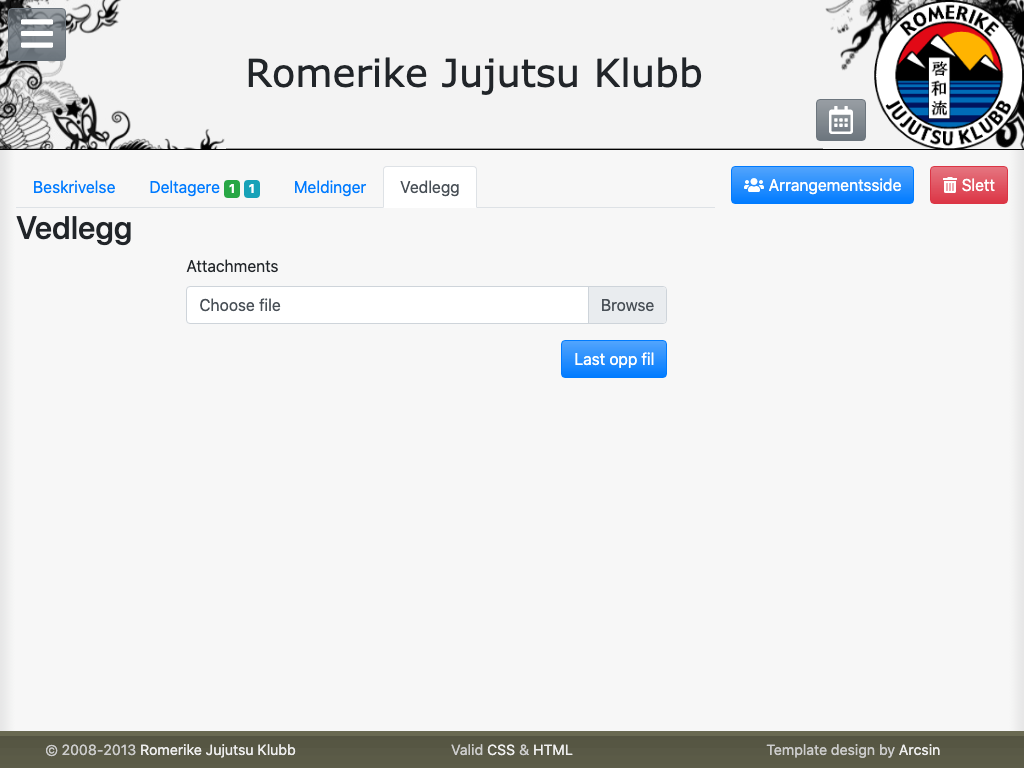 Romerike Jujutsu Klubb
ROMERIKE
啓和流
JUJUTSU KLUBB
Beskrivelse Deltagere 1 1 Meldinger Vedlegg Arrangementsside Slett
Vedlegg
Attachments
Choose file Browse
Last opp fil
© 2008-2013 Romerike Jujutsu Klubb Valid CSS & HTML Template design by Arcsin